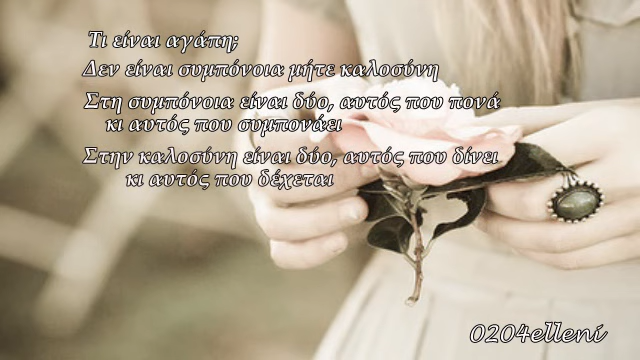 Τι είναι αγάπη;
Δεν είναι συμπόνοια μήτε καλοσύνη
Στη συμπόνοια είναι δύο, αυτός που πονά
κι αυτός που συμπονάει
Στην καλοσύνη είναι δύο, αυτός που δίνει
κι αυτός που δέχεται
0204elleni